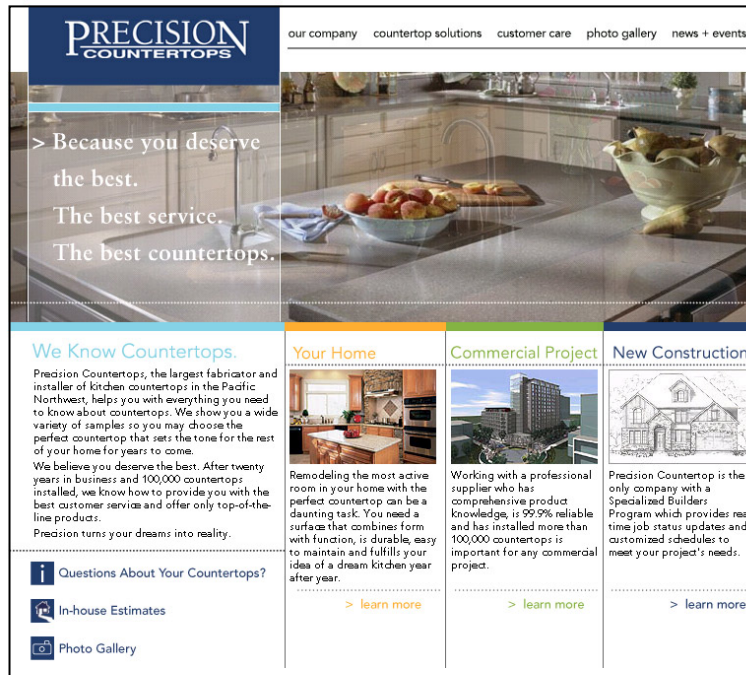 PRECISION
COUNTERTOPS
our company countertop solutions customer care photo gallery news + events
> Because you deserve
the best.
The best service.
The best countertops.
We Know Countertops.
Precision Countertops, the largest fabricator and
installer of kitchen countertops in the Pacific
Northwest, helps you with everything you need
to know about countertops. We show you a wide
variety of samples so you may choose the
perfect countertop that sets the tone for the rest
of your home for years to come.
We believe you deserve the best. After twenty
years in business and 100,000 countertops
installed, we know how to provide you with the
best customer service and offer only top-of-the-
line products.
Precision turns your dreams into reality.
i Questions About Your Countertops?
In-house Estimates
Photo Gallery
Your Home
Remodeling the most active
room in your home with the
perfect countertop can be a
daunting task. You need a
surface that combines form
with function, is durable, easy
to maintain and fulfills your
idea of a dream kitchen year
after year.
> learn more
Commercial Project
Working with a professional
supplier who has
comprehensive product
knowledge, is 99.9% reliable
and has installed more than
100,000 countertops is
important for any commercial
project.
> learn more
New Construction
Precision Countertop is the
only company with a
Specialized Builders
Program which provides rea
time job status updates and
customized schedules to
meet your project's needs.
> learn more